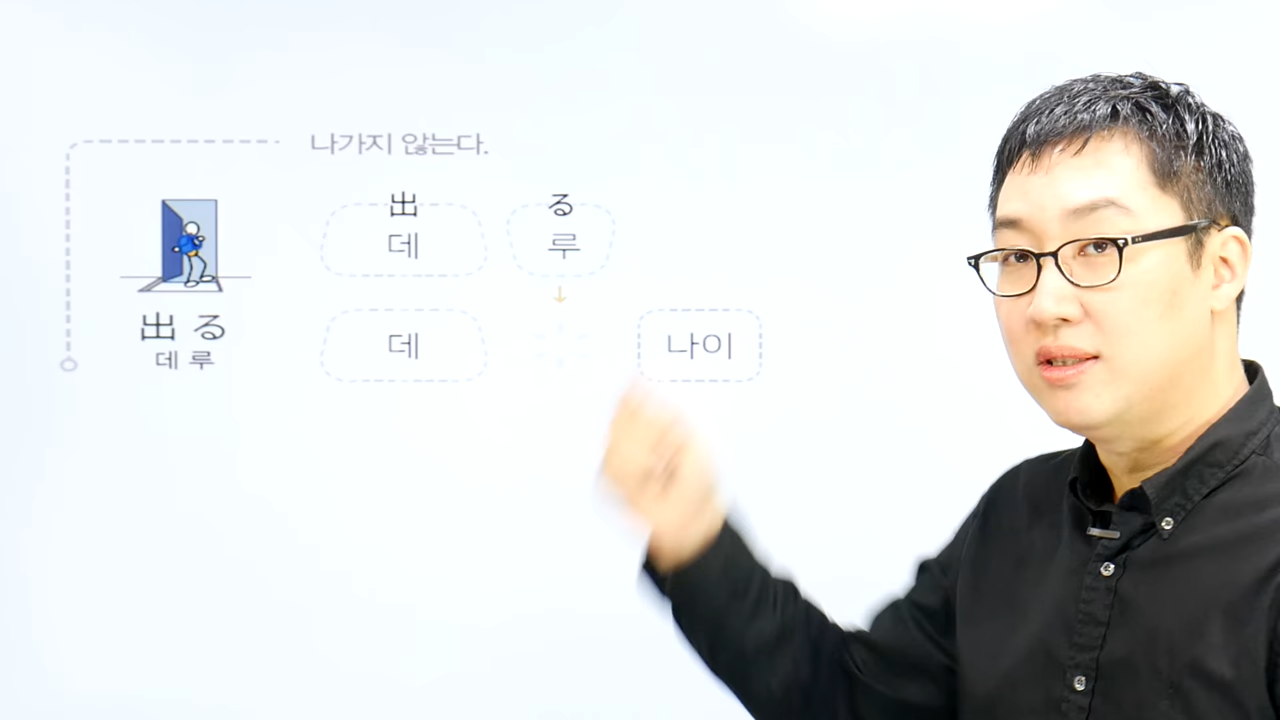 나가지 않는다.
出 る
데 루
出る
데루
데 나이